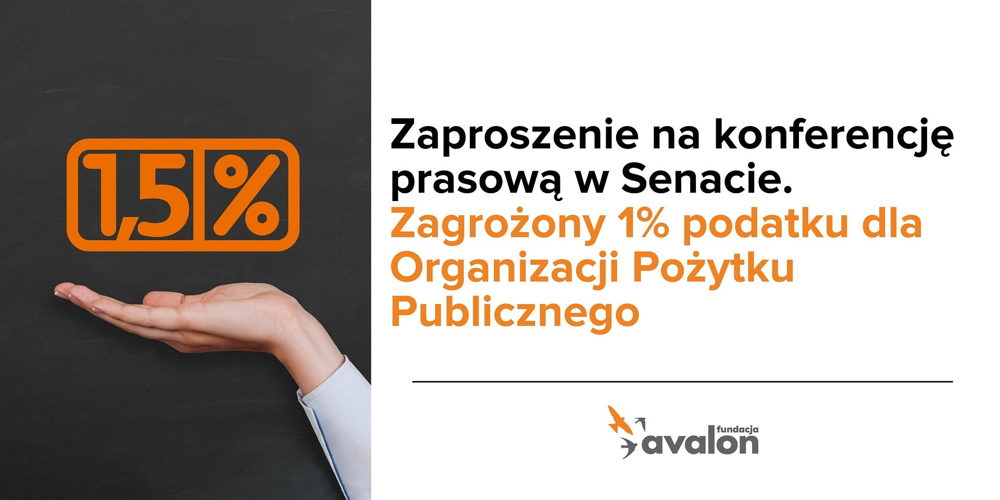 1,5%
Zaproszenie na konferencję
prasową w Senacie.
Zagrożony 1% podatku dla
Organizacji Pożytku
Publicznego
fundacja
avalon